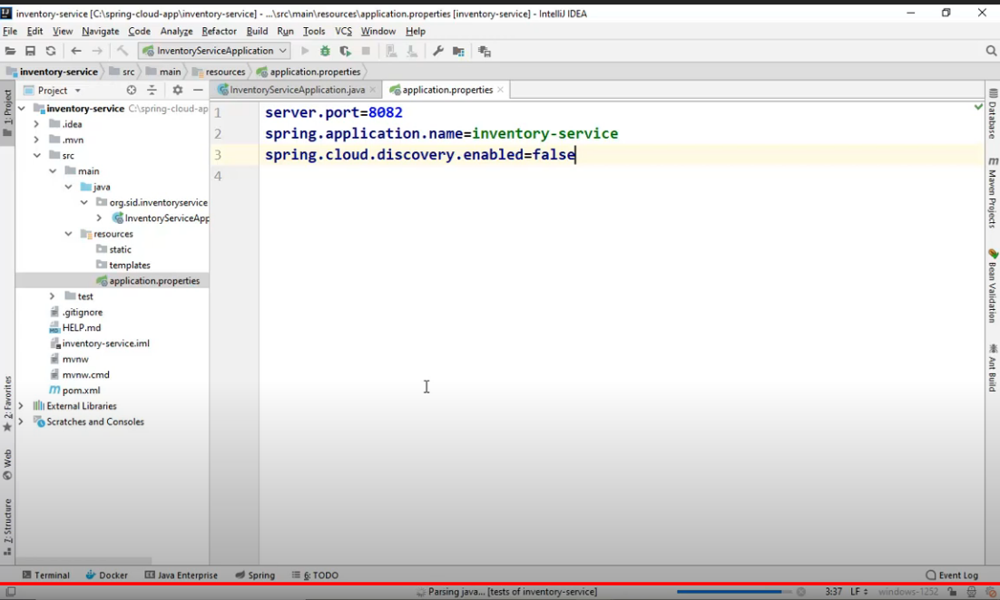 inventory-service [C:\spring-cloud-app\inventory-service] - ...\src\main\resources\application.properties [inventory-service] - IntelliJ IDEA
File Edit View Navigate Code Analyze Refactor Build Run Tools VCS Window Help
InventoryServiceApplication
inventory-service src main resources application.properties
Project
InventoryServiceApplication.java
application.properties
1: Project
2: Favorites
Web
7: Structure
inventory-service C:\spring-cloud-ap
.idea
.mvn
src
main
java
org.sid.inventoryservice
InventoryServiceApp
resources
static
templates
application.properties
test
.gitignore
HELP.md
inventory-service.iml
mvnw
mvnw.cmd
pom.xml
External Libraries
Scratches and Consoles
1 server.port=8082
2 spring.application.name=inventory-service
3 spring.cloud.discovery.enabled=false
4
Database
Maven Projects
Bean Validation
Ant Build
Terminal Docker Java Enterprise Spring 6: TODO Event Log
Parsing java... [tests of inventory-service] 3:37 LF windows-1252